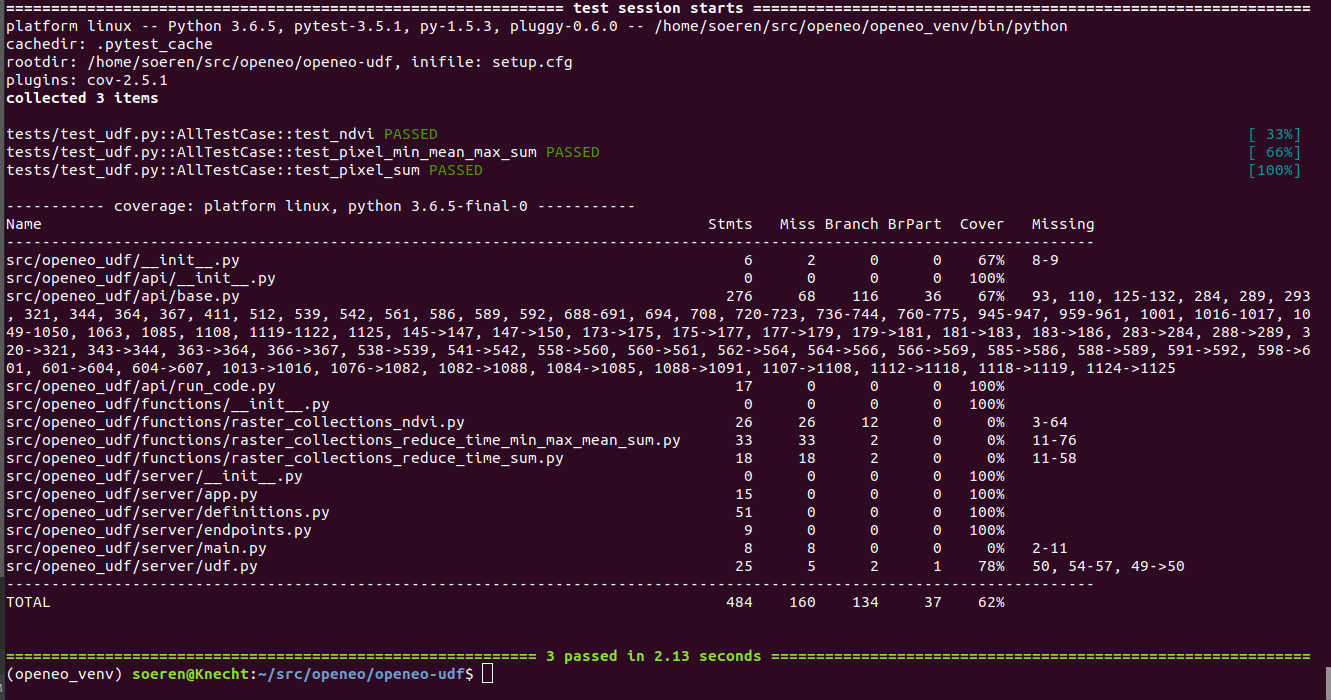 ============================================================== test session starts ==============================================================
platform linux -- Python 3.6.5, pytest-3.5.1, py-1.5.3, pluggy-0.6.0 -- /home/soeren/src/openeo/openeo_venv/bin/python
cachedir: .pytest_cache
rootdir: /home/soeren/src/openeo/openeo-udf, inifile: setup.cfg
plugins: cov-2.5.1
collected 3 items
tests/test_udf.py::AllTestCase::test_ndvi PASSED [ 33%]
tests/test_udf.py::AllTestCase::test_pixel_min_mean_max_sum PASSED [ 66%]
tests/test_udf.py::AllTestCase::test_pixel_sum PASSED [100%]
----------- coverage: platform linux, python 3.6.5-final-0 -----------
Name Stmts Miss Branch BrPart Cover Missing
-------------------------------------------------------------------------------------------------------------------------
src/openeo_udf/__init__.py 6 2 0 0 67% 8-9
src/openeo_udf/api/__init__.py 0 0 0 0 100%
src/openeo_udf/api/base.py 276 68 116 36 67% 93, 110, 125-132, 284, 289, 293
, 321, 344, 364, 367, 411, 512, 539, 542, 561, 586, 589, 592, 688-691, 694, 708, 720-723, 736-744, 760-775, 945-947, 959-961, 1001, 1016-1017, 10
49-1050, 1063, 1085, 1108, 1119-1122, 1125, 145->147, 147->150, 173->175, 175->177, 177->179, 179->181, 181->183, 183->186, 283->284, 288->289, 3
20->321, 343->344, 363->364, 366->367, 538->539, 541->542, 558->560, 560->561, 562->564, 564->566, 566->569, 585->586, 588->589, 591->592, 598->6
01, 601->604, 604->607, 1013->1016, 1076->1082, 1082->1088, 1084->1085, 1088->1091, 1107->1108, 1112->1118, 1118->1119, 1124->1125
src/openeo_udf/api/run_code.py 17 0 0 0 100%
src/openeo_udf/functions/__init__.py 0 0 0 0 100%
src/openeo_udf/functions/raster_collections_ndvi.py 26 26 12 0 0% 3-64
src/openeo_udf/functions/raster_collections_reduce_time_min_max_mean_sum.py 33 33 2 0 0% 11-76
src/openeo_udf/functions/raster_collections_reduce_time_sum.py 18 18 2 0 0% 11-58
src/openeo_udf/server/__init__.py 0 0 0 0 100%
src/openeo_udf/server/app.py 15 0 0 0 100%
src/openeo_udf/server/definitions.py 51 0 0 0 100%
src/openeo_udf/server/endpoints.py 9 0 0 0 100%
src/openeo_udf/server/main.py 8 8 0 0 0% 2-11
src/openeo_udf/server/udf.py 25 5 2 1 78% 50, 54-57, 49->50
-------------------------------------------------------------------------------------------------------------------------
TOTAL 484 160 134 37 62%
=========================================================== 3 passed in 2.13 seconds ============================================================
(openeo_venv) soeren@Knecht:~/src/openeo/openeo-udf$